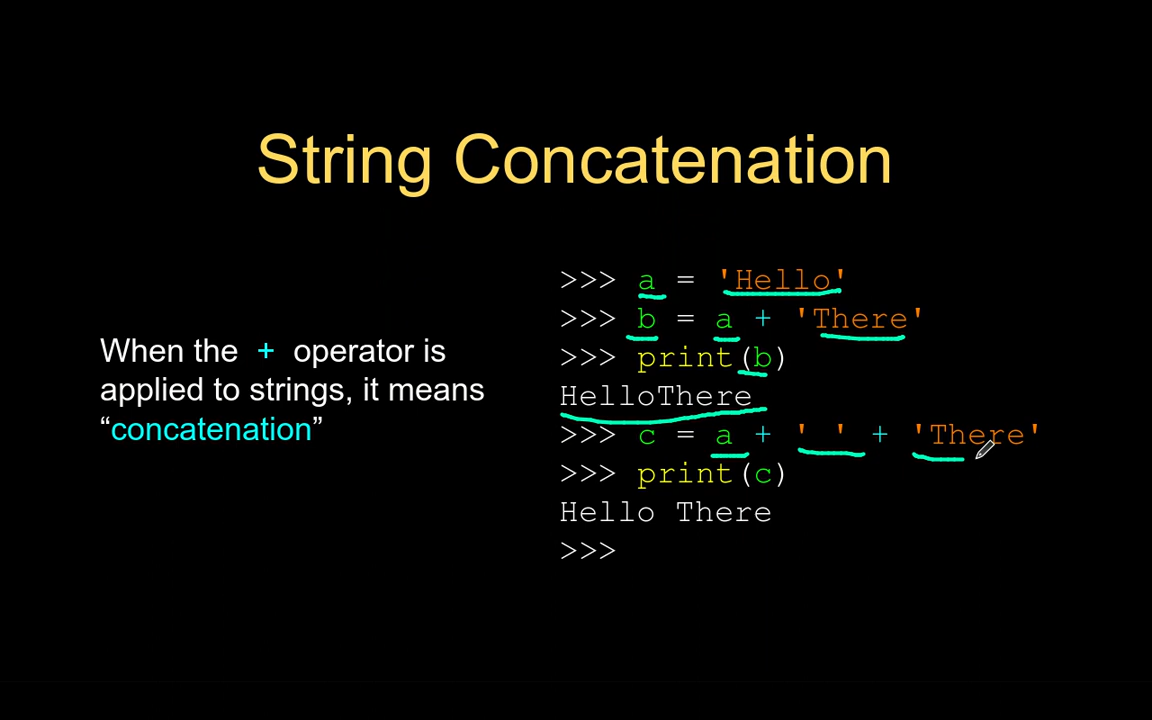 String Concatenation
When the + operator is
applied to strings, it means
“concatenation”
>>> a = 'Hello'
>>> b = a + 'There'
>>> print(b)
HelloThere
>>> c = a + ' ' + 'There'
>>> print(c)
Hello There
>>>